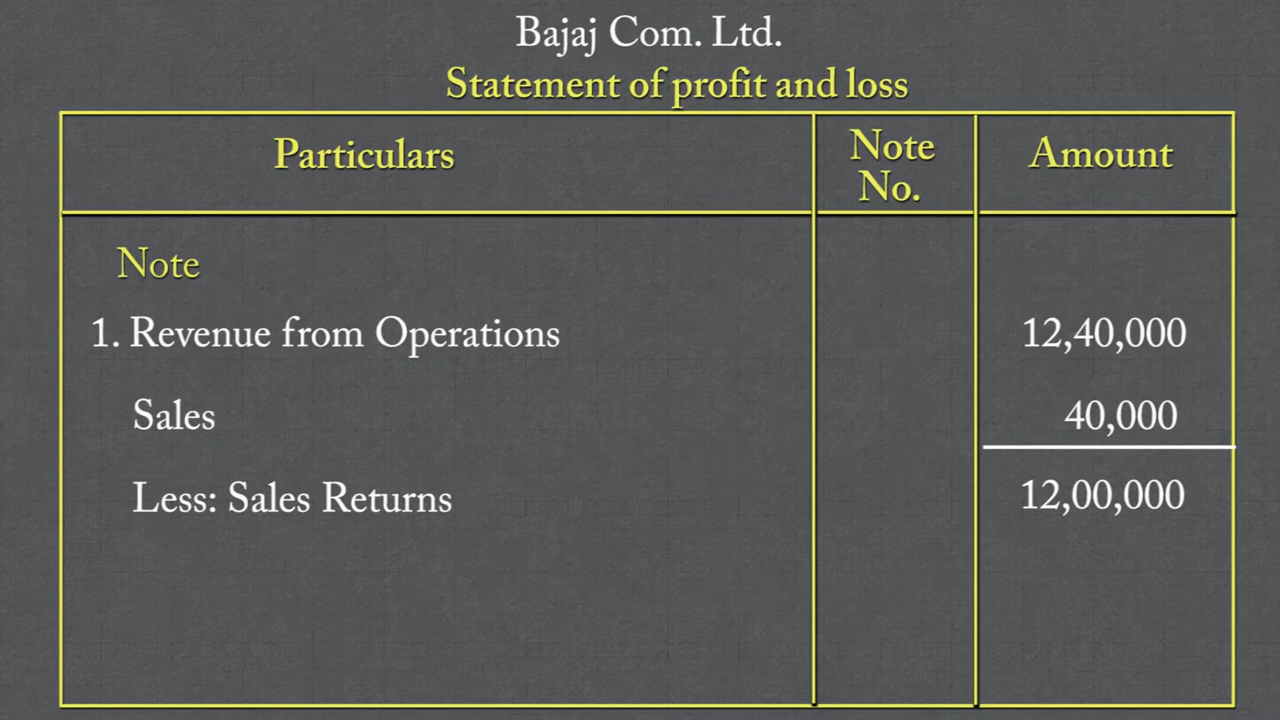 Bajaj Com. Ltd.
Statement of profit and loss
Particulars
Note
No.
Amount
Note
1. Revenue from Operations 12,40,000
Sales 40,000
Less: Sales Returns 12,00,000